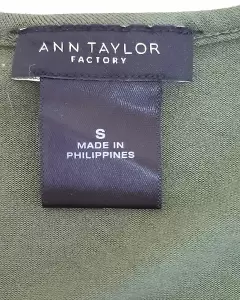 ANN TAYLOR
FACTORY
S
MADE IN
PHILIPPINES